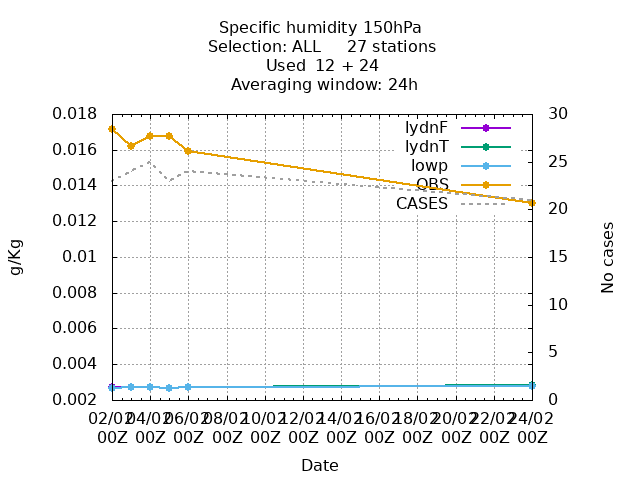 Specific humidity 150hPa
Selection: ALL 27 stations
Used 12 + 24
Averaging window: 24h
0.018
0.016
0.014
0.012
0.01
0.008
0.006
0.004
0.002
g/Kg
30
25
20
15
10
5
0
No cases
lydnF
lydnT
lowp
OBS
CASES
02/02 04/02 06/02 08/02 10/02 12/02 14/02 16/02 18/02 20/02 22/02 24/02
00Z 00Z 00Z 00Z 00Z 00Z 00Z 00Z 00Z 00Z 00Z 00Z
Date